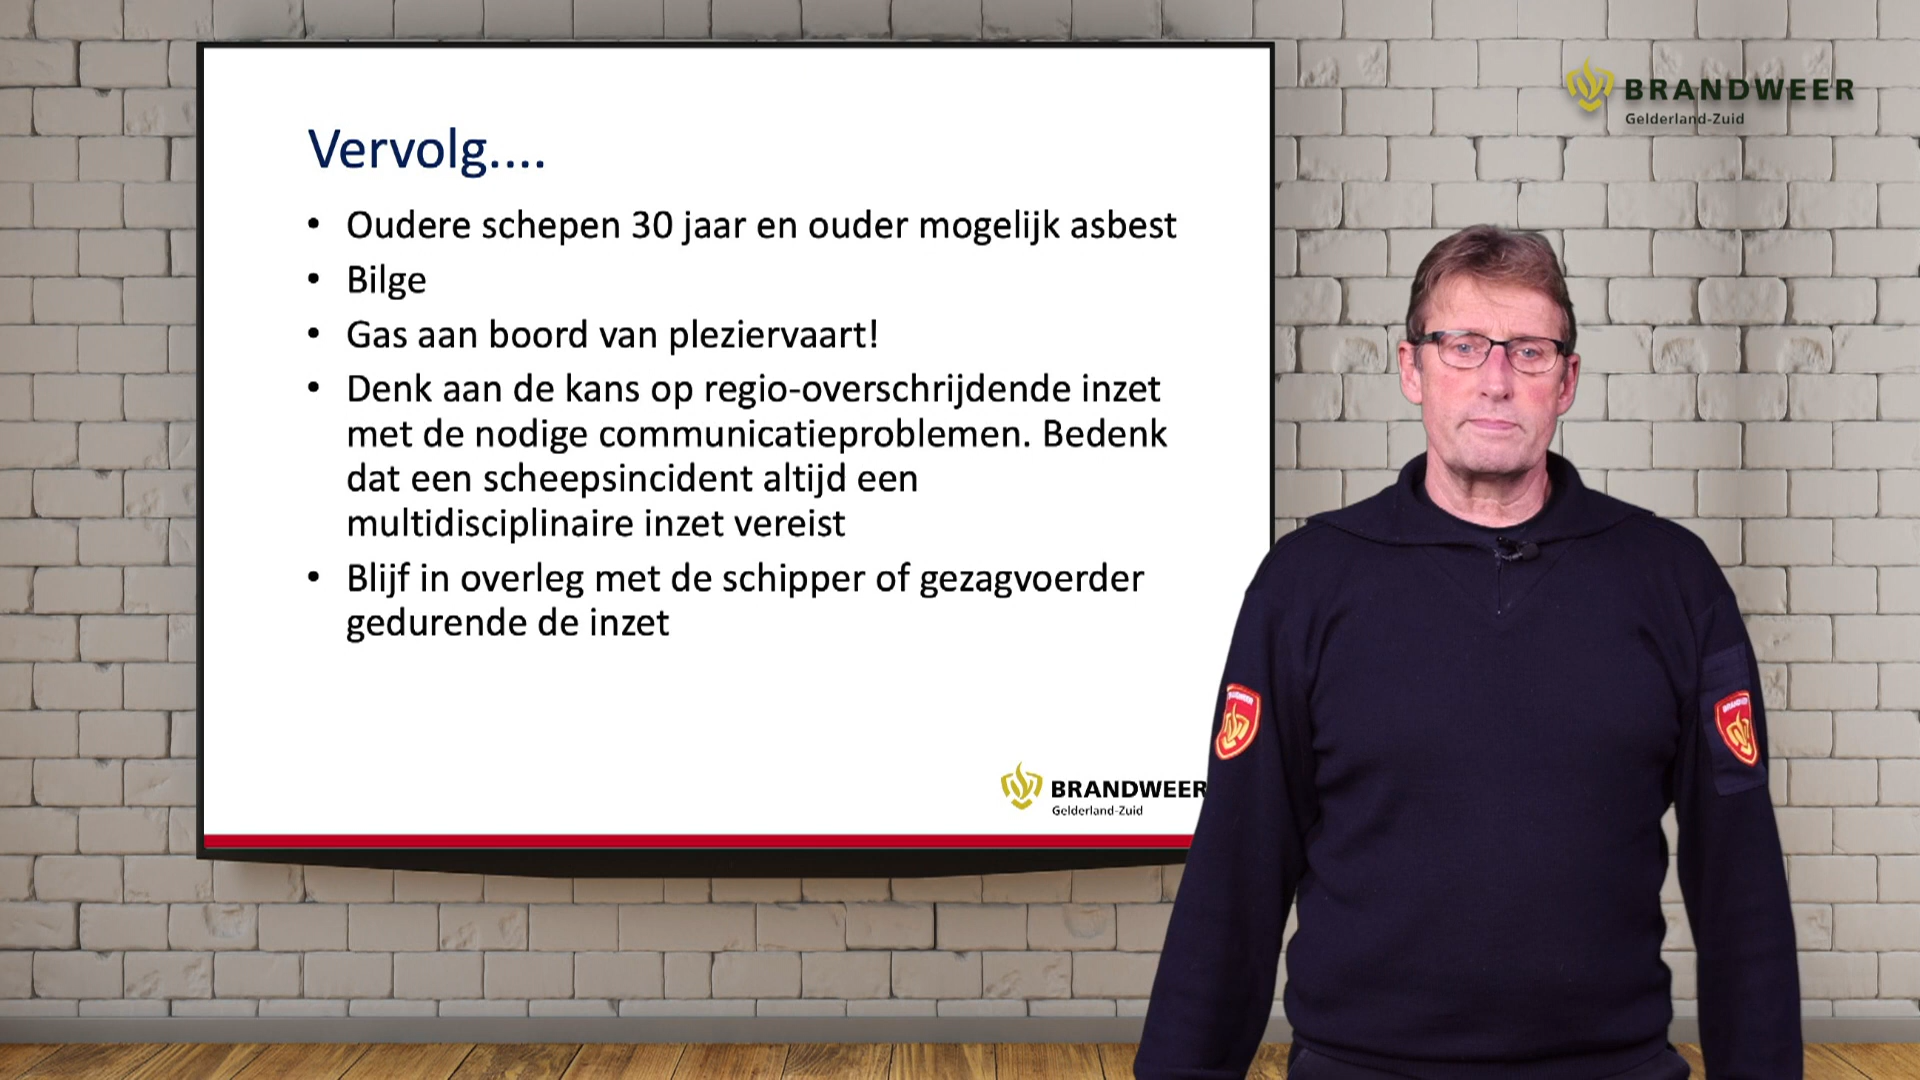 BRANDWEER
Gelderland-Zuid
Vervolg....
• Oudere schepen 30 jaar en ouder mogelijk asbest
• Bilge
• Gas aan boord van pleziervaart!
• Denk aan de kans op regio-overschrijdende inzet
met de nodige communicatieproblemen. Bedenk
dat een scheepsincident altijd een
multidisciplinaire inzet vereist
• Blijf in overleg met de schipper of gezagvoerder
gedurende de inzet
BRANDWEER
Gelderland-Zuid